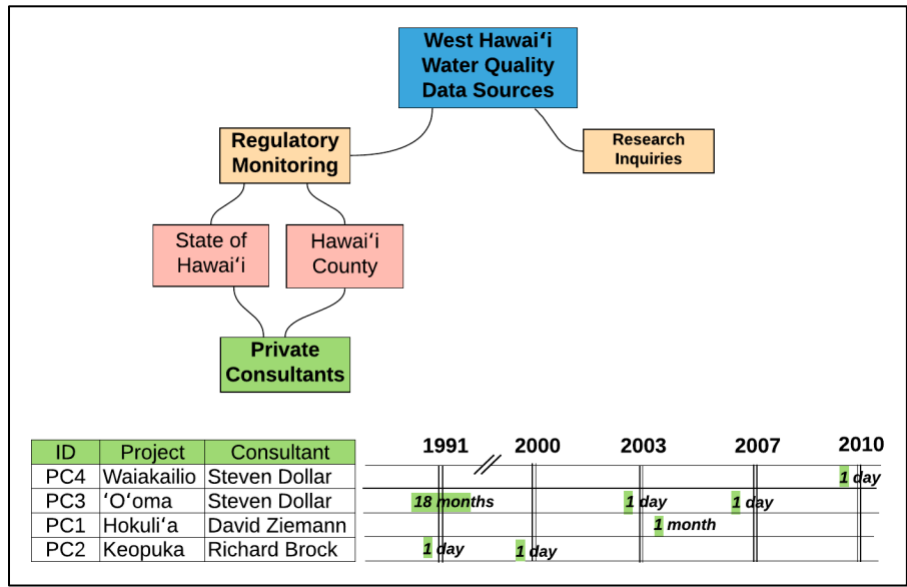 West Hawaiʻi
Water Quality
Data Sources
Regulatory
Monitoring
Research
Inquiries
State of
Hawaiʻi
Hawaiʻi
County
Private
Consultants
ID Project Consultant 1991 2000 2003 2007 2010
PC4 Waiakailio Steven Dollar 1 day
PC3 ʻOʻoma Steven Dollar 18 months 1 day 1 day
PC1 Hokuliʻa David Ziemann 1 month
PC2 Keopuka Richard Brock 1 day 1 day